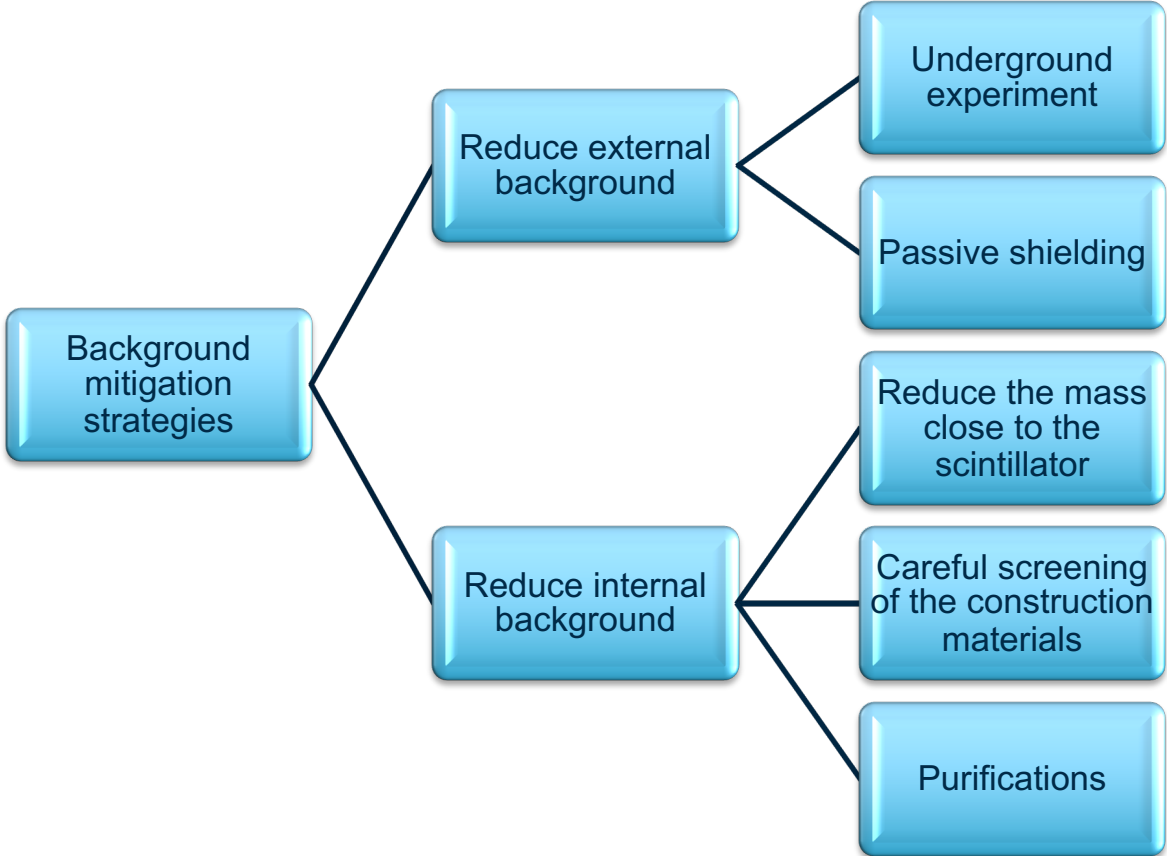 Underground
experiment
Reduce external
background
Passive shielding
Background
mitigation
strategies
Reduce the mass
close to the
scintillator
Reduce internal
background
Careful screening
of the construction
materials
Purifications